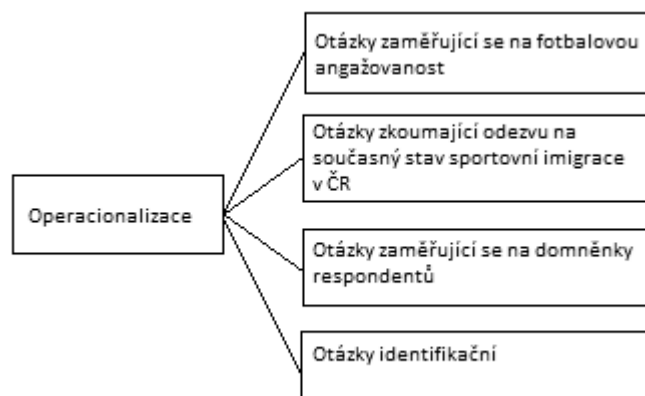 Otázky zaměřující se na fotbalovou
angažovanost
Otázky zkoumající odezvu na
současný stav sportovní imigrace
v ČR
Operacionalizace
Otázky zaměřující se na domněnky
respondentů
Otázky identifikační